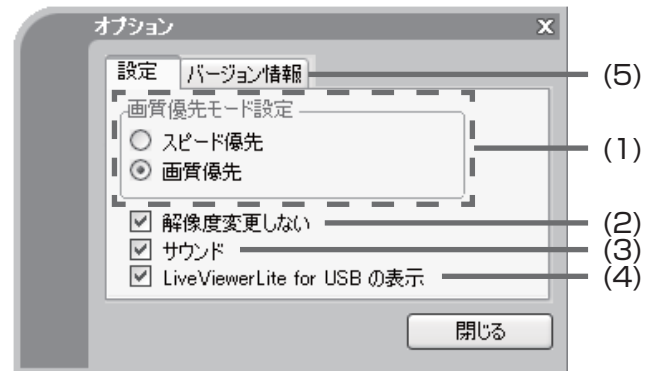 オプション x
設定 バージョン情報 (5)
画質優先モード設定
スピード優先
画質優先
(1)
解像度変更しない (2)
サウンド (3)
LiveViewerLite for USB の表示 (4)
閉じる